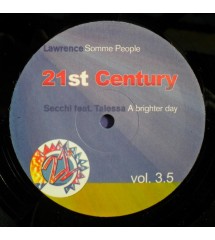 Lawrence Somme People
21st Century
Secchi feat. Taleesa A brighter day
vol. 3.5